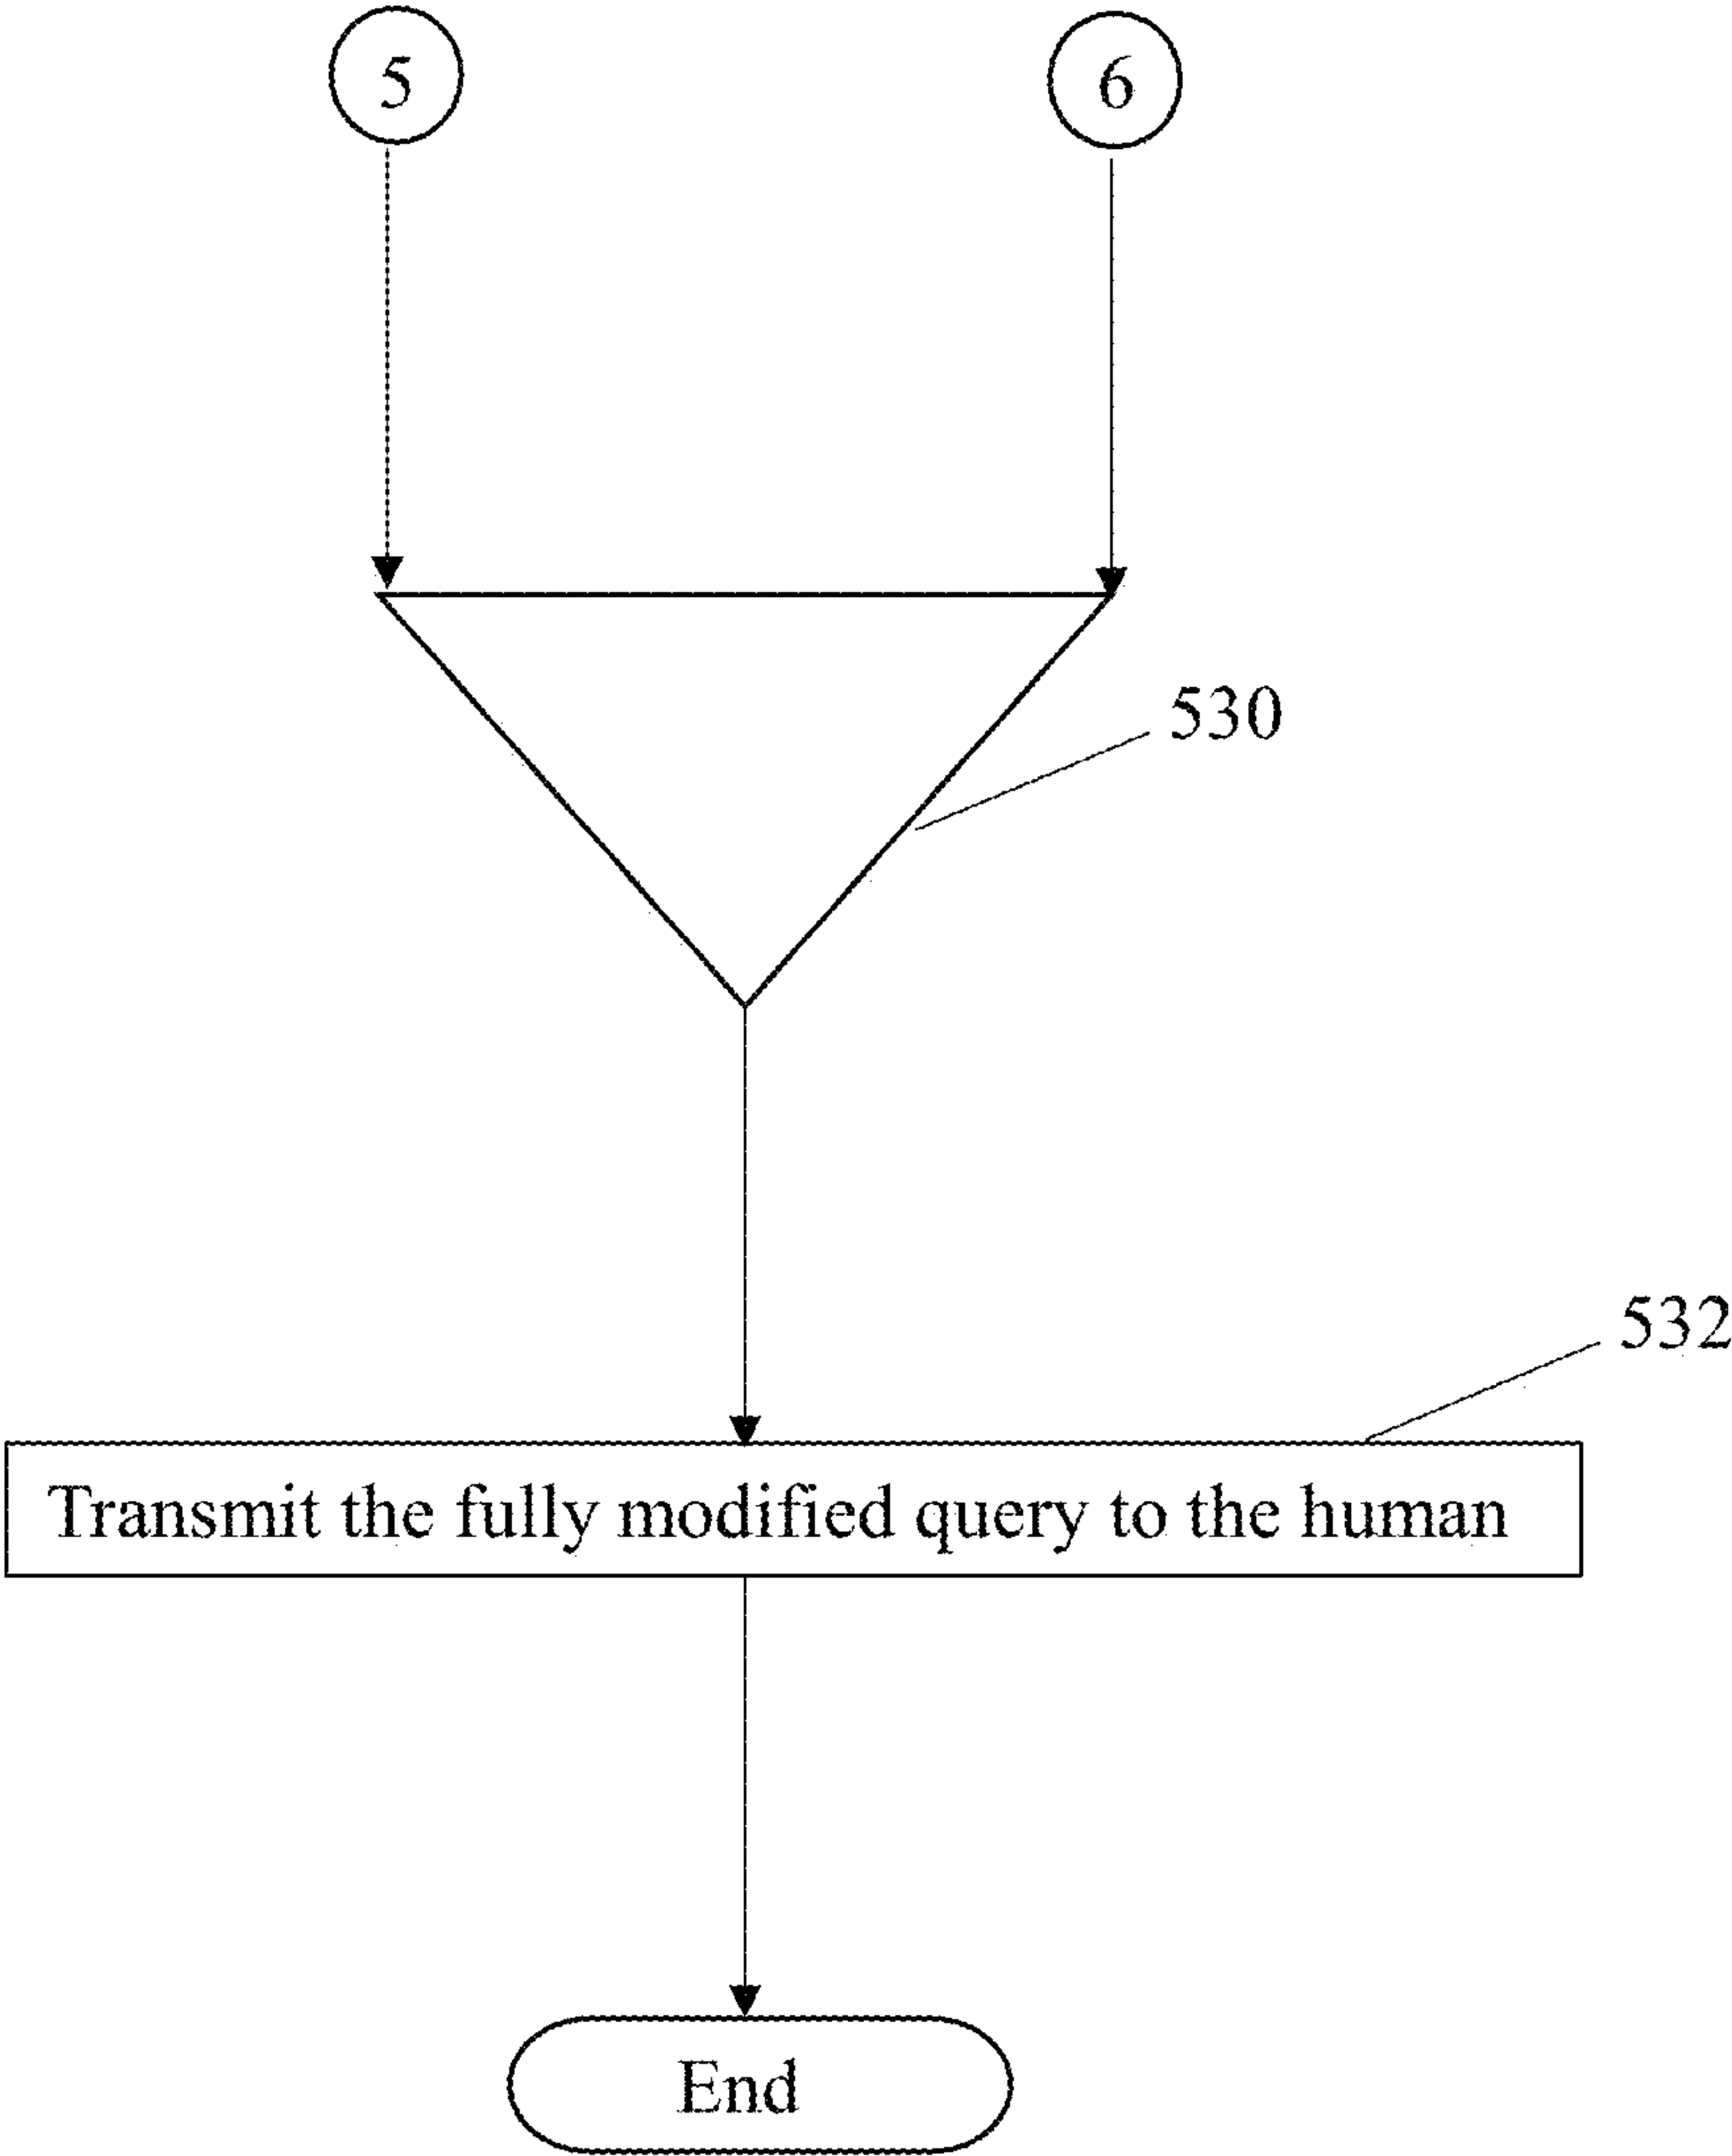 5
6
530
532
Transmit the fully modified query to the human
End